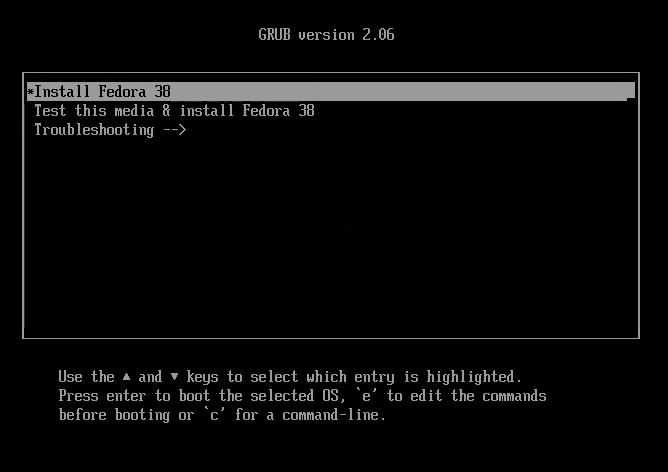 GRUB version 2.06
*Install Fedora 38
Test this media & install Fedora 38
Troubleshooting -->
Use the ▲ and ▼ keys to select which entry is highlighted.
Press enter to boot the selected OS, `e' to edit the commands
before booting or `c' for a command-line.